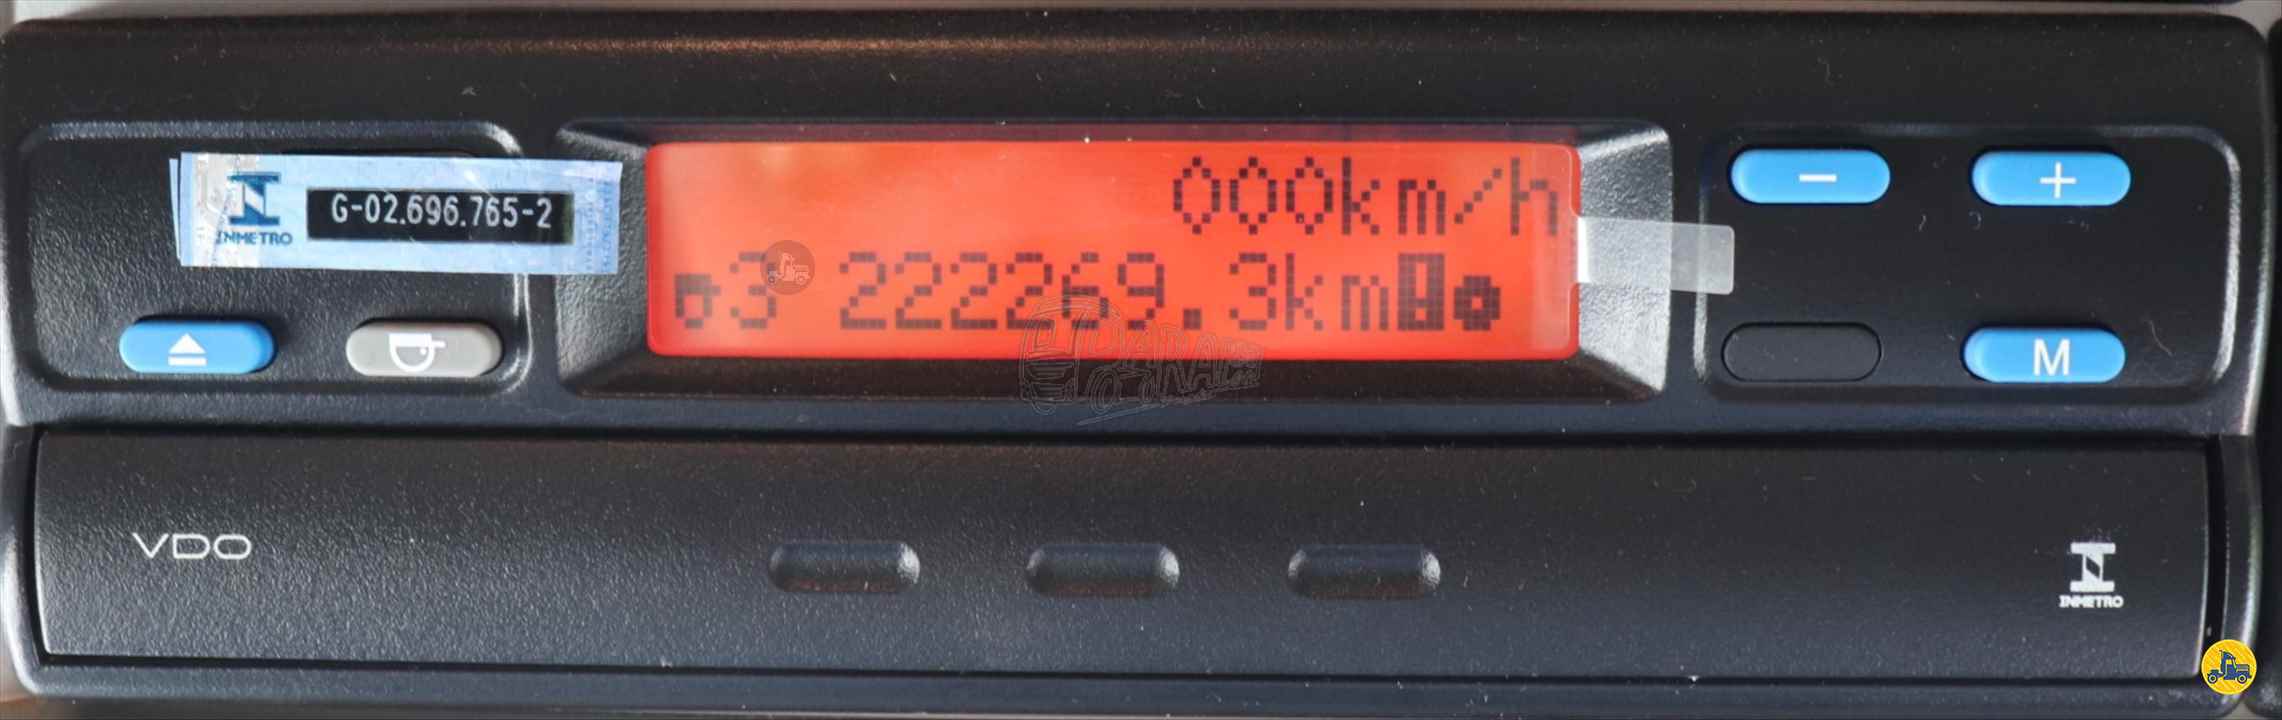 INMETRO
G-02.696.765-2
000km/h
3 222269.3km
M
VDO
INMETRO